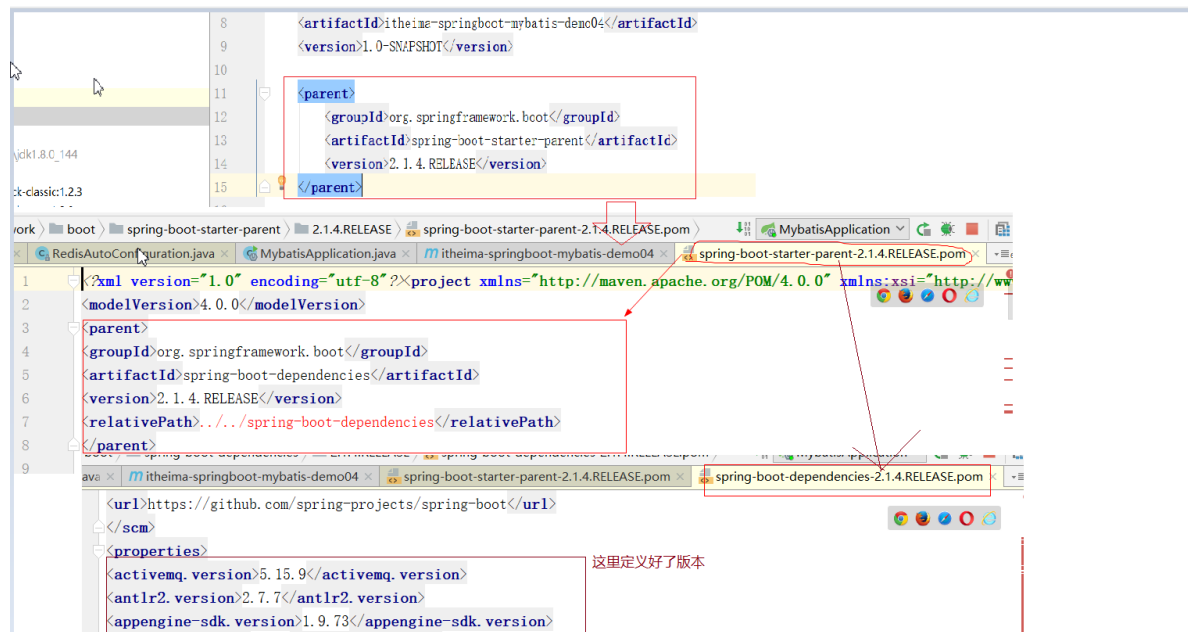 8 <artifactId>itheima-springboot-mybatis-demo04</artifactId>
9 <version>1.0-SNAPSHOT</version>
10
11 <parent>
12 <groupId>org.springframework.boot</groupId>
13 <artifactId>spring-boot-starter-parent</artifactId>
\jdk1.8.0_144
14 <version>2.1.4.RELEASE</version>
15 </parent>
ck-classic:1.2.3
work boot spring-boot-starter-parent 2.1.4.RELEASE spring-boot-starter-parent-2.1.4.RELEASE.pom MybatisApplication
RedisAutoConfiguration.java × MybatisApplication.java × itheima-springboot-mybatis-demo04 × spring-boot-starter-parent-2.1.4.RELEASE.pom ×
1 <?xml version="1.0" encoding="utf-8"?><project xmlns="http://maven.apache.org/POM/4.0.0" xmlns:xsi="http://ww
2 <modelVersion>4.0.0</modelVersion>
3 <parent>
4 <groupId>org.springframework.boot</groupId>
5 <artifactId>spring-boot-dependencies</artifactId>
6 <version>2.1.4.RELEASE</version>
7 <relativePath>../../spring-boot-dependencies</relativePath>
8 </parent>
9
ava × itheima-springboot-mybatis-demo04 × spring-boot-starter-parent-2.1.4.RELEASE.pom × spring-boot-dependencies-2.1.4.RELEASE.pom ×
<url>https://github.com/spring-projects/spring-boot</url>
</scm>
<properties>
这里定义好了版本
<activemq.version>5.15.9</activemq.version>
<antlr2.version>2.7.7</antlr2.version>
<appengine-sdk.version>1.9.73</appengine-sdk.version>